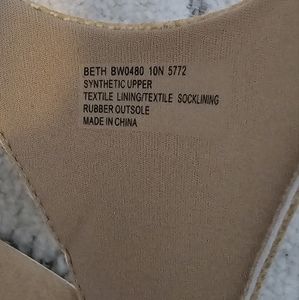 BETH BW0480 10N 5772
SYNTHETIC UPPER
TEXTILE LINING/TEXTILE SOCKLINING
RUBBER OUTSOLE
MADE IN CHINA